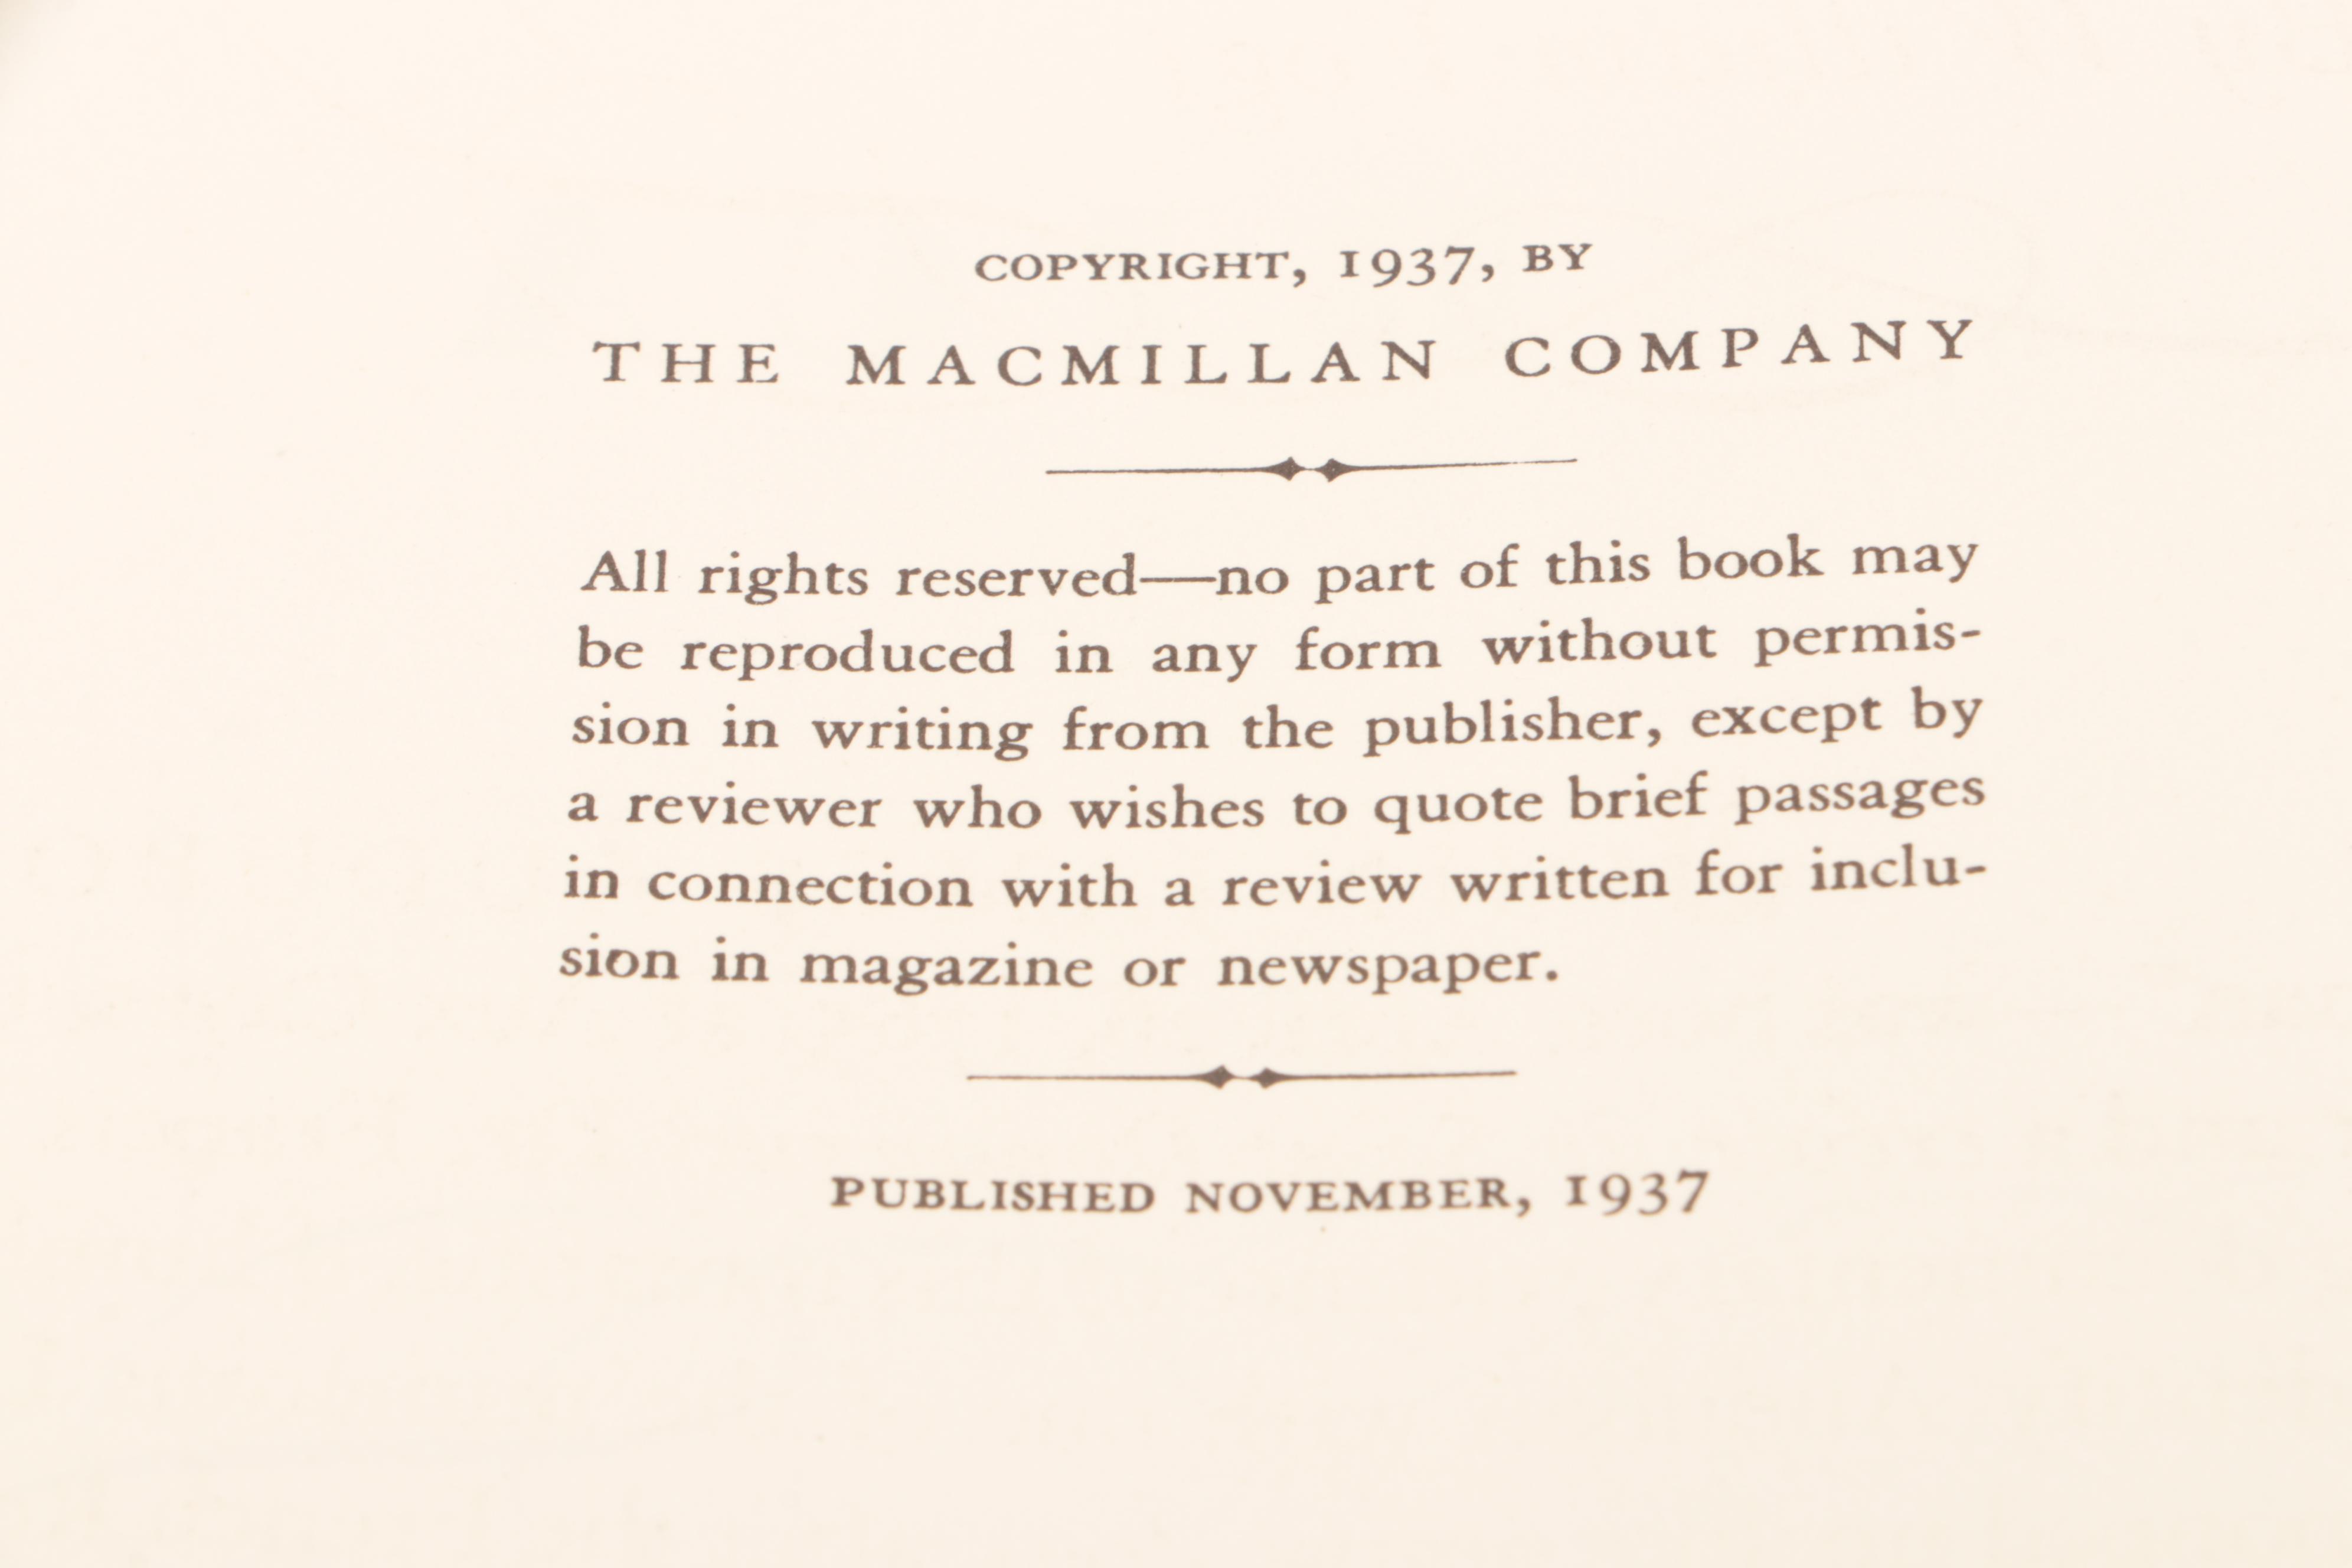 COPYRIGHT, 1937, BY
THE MACMILLAN COMPANY
All rights reserved—no part of this book may
be reproduced in any form without permis-
sion in writing from the publisher, except by
a reviewer who wishes to quote brief passages
in connection with a review written for inclu-
sion in magazine or newspaper.
PUBLISHED NOVEMBER, 1937